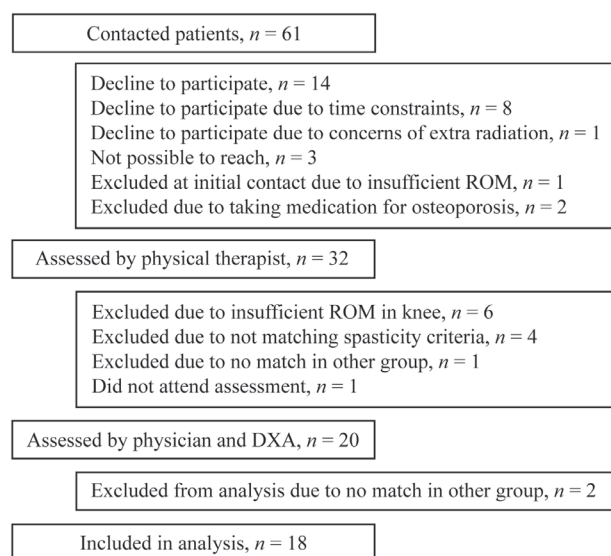 Contacted patients, n = 61
Decline to participate, n = 14
Decline to participate due to time constraints, n = 8
Decline to participate due to concerns of extra radiation, n = 1
Not possible to reach, n = 3
Excluded at initial contact due to insufficient ROM, n = 1
Excluded due to taking medication for osteoporosis, n = 2
Assessed by physical therapist, n = 32
Excluded due to insufficient ROM in knee, n = 6
Excluded due to not matching spasticity criteria, n = 4
Excluded due to no match in other group, n = 1
Did not attend assessment, n = 1
Assessed by physician and DXA, n = 20
Excluded from analysis due to no match in other group, n = 2
Included in analysis, n = 18